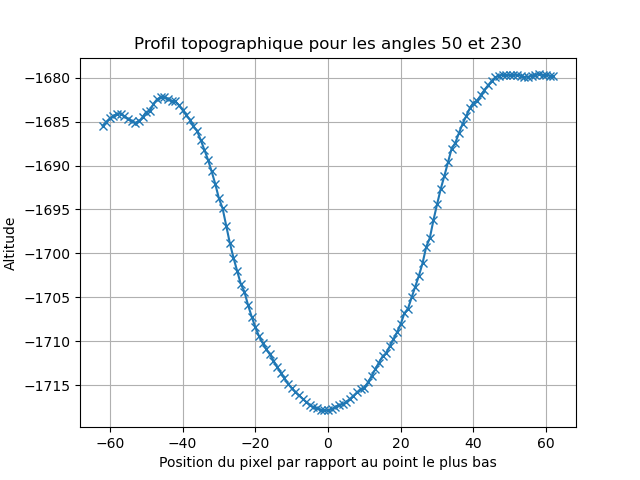 Profil topographique pour les angles 50 et 230
−1680
−1685
−1690
−1695
−1700
−1705
−1710
−1715
Altitude
−60 −40 −20 0 20 40 60
Position du pixel par rapport au point le plus bas